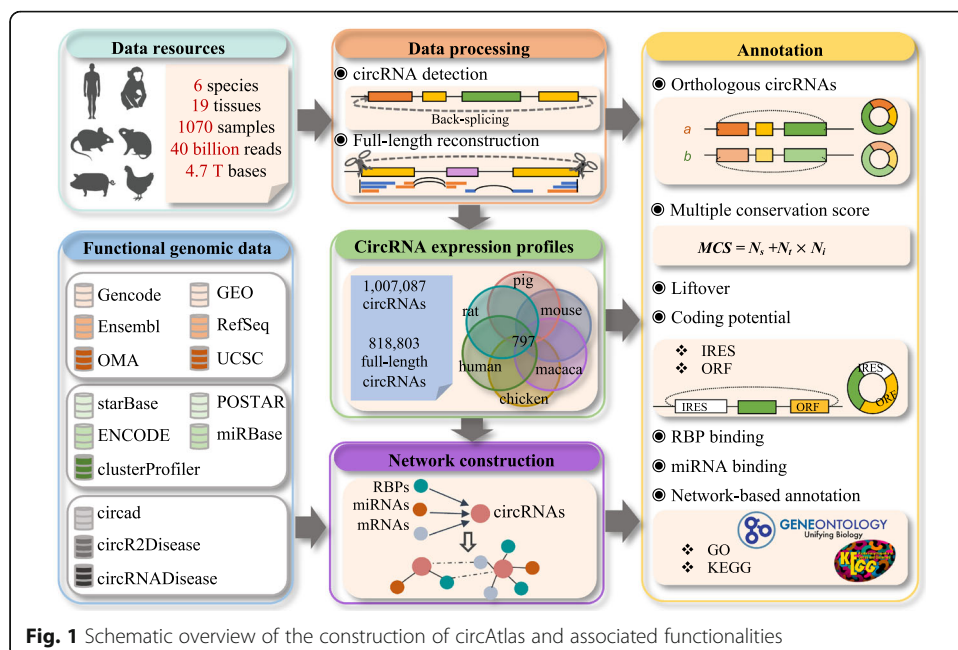 Data resources
6 species
19 tissues
1070 samples
40 billion reads
4.7 T bases
Data processing
◉ circRNA detection
Back-splicing
◉ Full-length reconstruction
Annotation
◉ Orthologous circRNAs
a
b
◉ Multiple conservation score
MCS = Nₛ +Nₜ × Nᵢ
◉ Liftover
◉ Coding potential
❖ IRES
❖ ORF
IRES
ORF
IRES
ORF
◉ RBP binding
◉ miRNA binding
◉ Network-based annotation
GENEONTOLOGY
Unifying Biology
❖ GO
❖ KEGG
KEGG
Functional genomic data
Gencode
GEO
Ensembl
RefSeq
OMA
UCSC
starBase
POSTAR
ENCODE
miRBase
clusterProfiler
circad
circR2Disease
circRNADisease
CircRNA expression profiles
1,007,087
circRNAs
818,803
full-length
circRNAs
pig
rat
mouse
797
human
macaca
chicken
Network construction
RBPs
miRNAs
mRNAs
circRNAs
Fig. 1 Schematic overview of the construction of circAtlas and associated functionalities